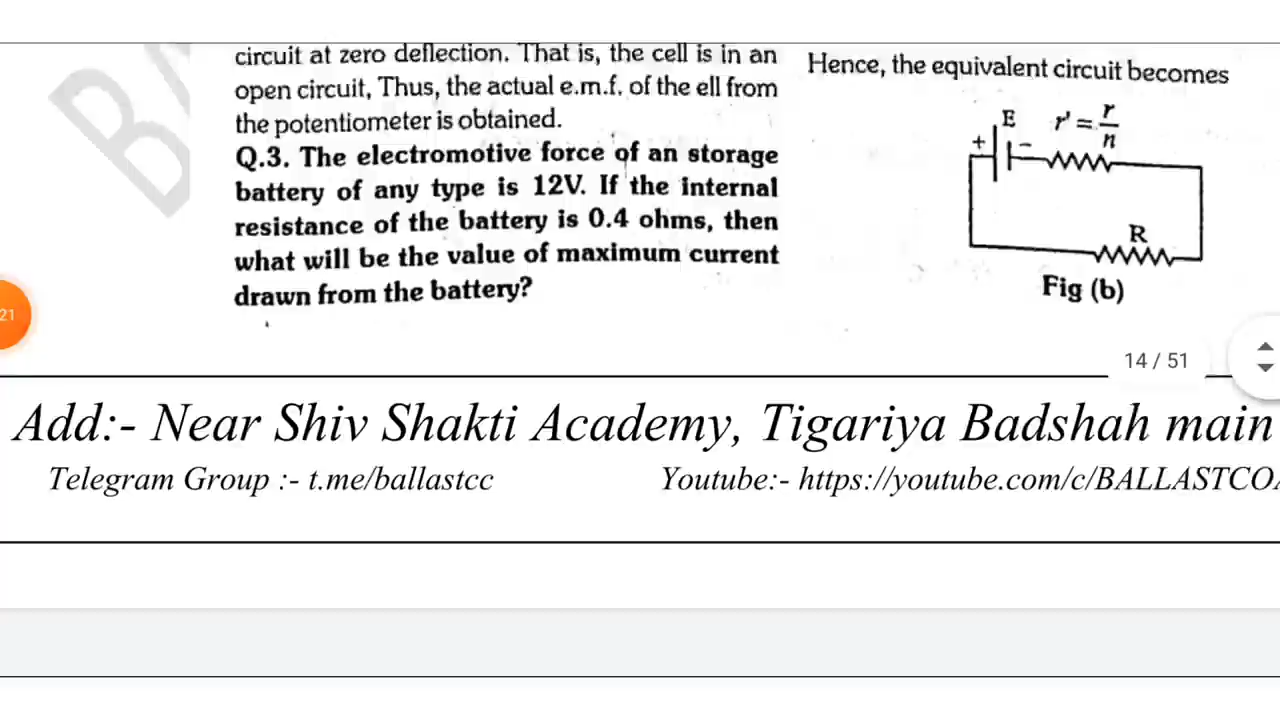 circuit at zero deflection. That is, the cell is in an
open circuit, Thus, the actual e.m.f. of the ell from
the potentiometer is obtained.
Q.3. The electromotive force of an storage
battery of any type is 12V. If the internal
resistance of the battery is 0.4 ohms, then
what will be the value of maximum current
drawn from the battery?
Hence, the equivalent circuit becomes
E r' = r/n
+ −
R
Fig (b)
21
14 / 51
Add:- Near Shiv Shakti Academy, Tigariya Badshah main
Telegram Group :- t.me/ballastcc Youtube:- https://youtube.com/c/BALLASTCO